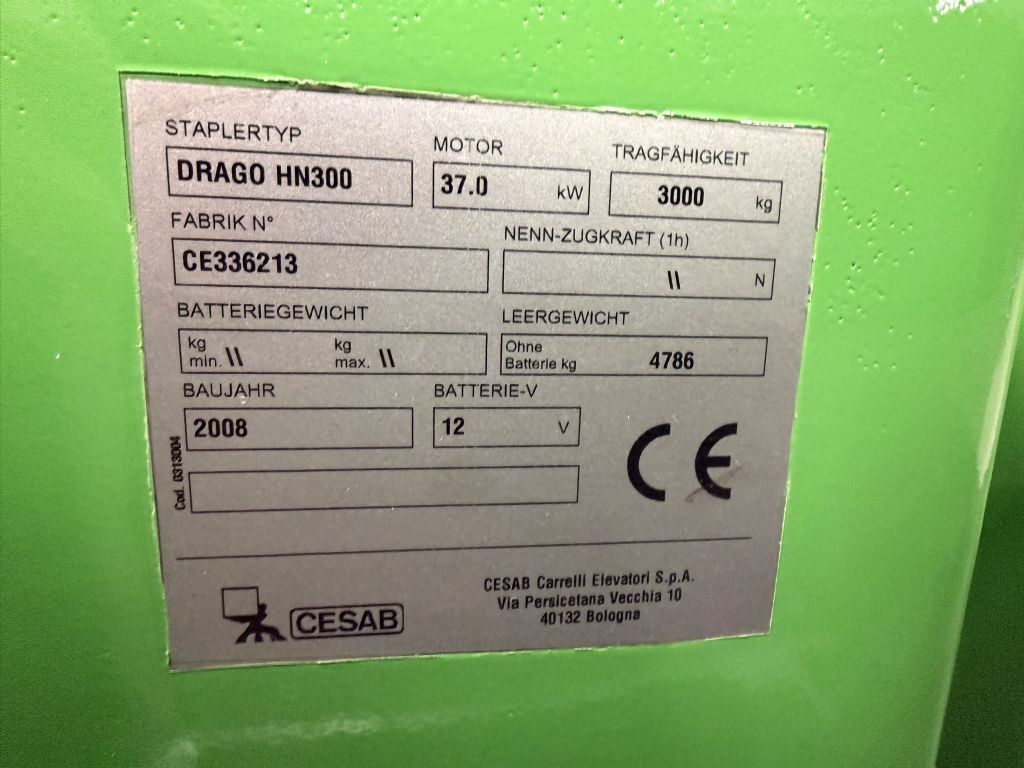 STAPLERTYP MOTOR TRAGFÄHIGKEIT
DRAGO HN300 37.0 kW 3000 kg
FABRIK N° NENN-ZUGKRAFT (1h)
CE336213 \\ N
BATTERIEGEWICHT LEERGEWICHT
kg min. \\ kg max. \\ Ohne Batterie kg 4786
BAUJAHR BATTERIE-V
2008 12 V
Cod. 0313004
CE
CESAB
CESAB Carrelli Elevatori S.p.A.
Via Persicetana Vecchia 10
40132 Bologna